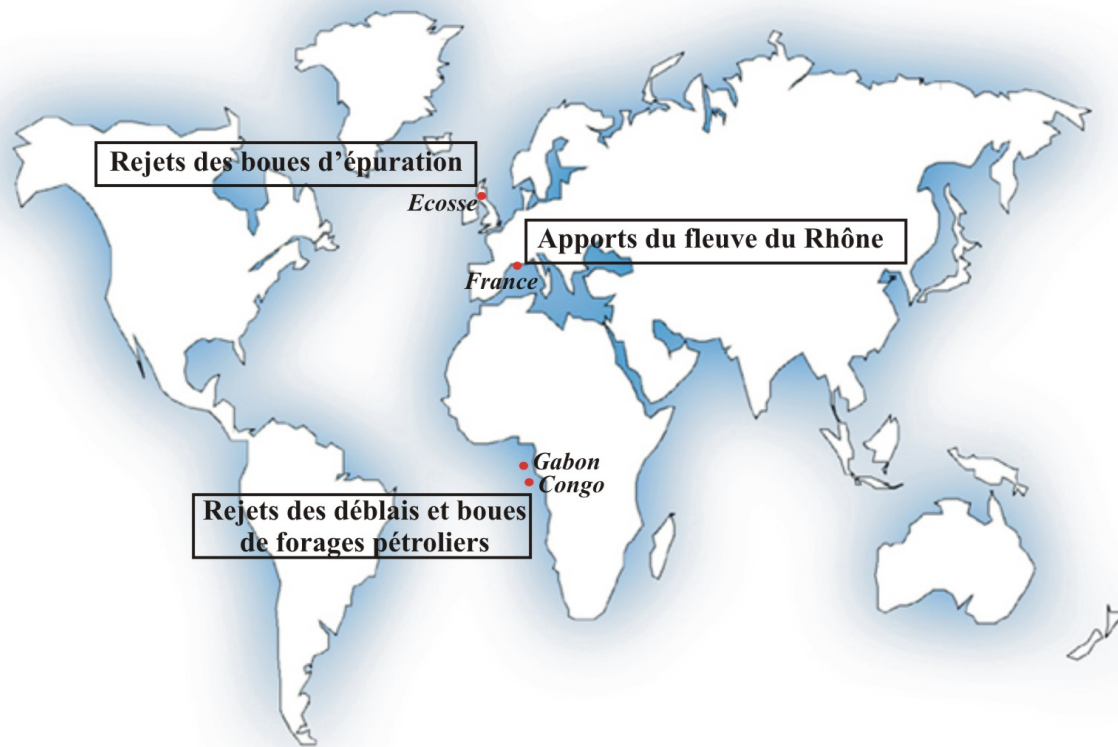 Rejets des boues d'épuration
Ecosse
Apports du fleuve du Rhône
France
Gabon
Congo
Rejets des déblais et boues
de forages pétroliers